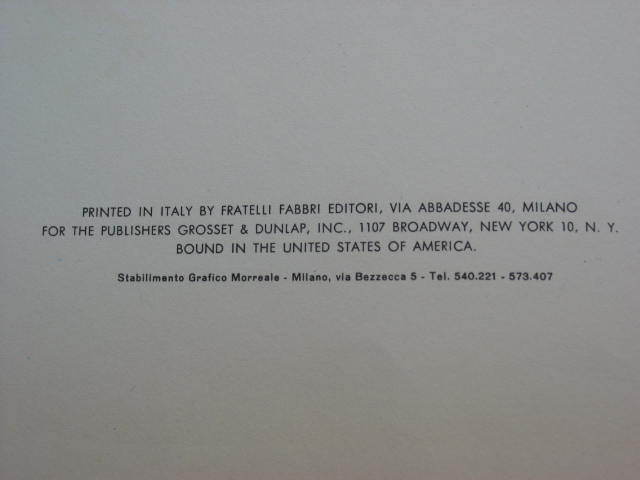 PRINTED IN ITALY BY FRATELLI FABBRI EDITORI, VIA ABBADESSE 40, MILANO
FOR THE PUBLISHERS GROSSET & DUNLAP, INC., 1107 BROADWAY, NEW YORK 10, N. Y.
BOUND IN THE UNITED STATES OF AMERICA.
Stabilimento Grafico Morreale - Milano, via Bezzecca 5 - Tel. 540.221 - 573.407